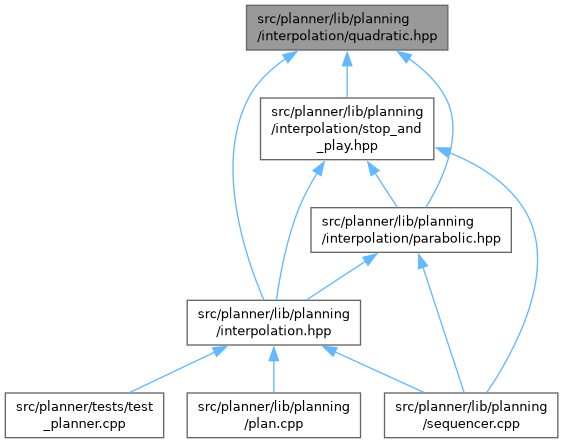 src/planner/lib/planning
/interpolation/quadratic.hpp
src/planner/lib/planning
/interpolation/stop_and
_play.hpp
src/planner/lib/planning
/interpolation/parabolic.hpp
src/planner/lib/planning
/interpolation.hpp
src/planner/tests/test
_planner.cpp
src/planner/lib/planning
/plan.cpp
src/planner/lib/planning
/sequencer.cpp